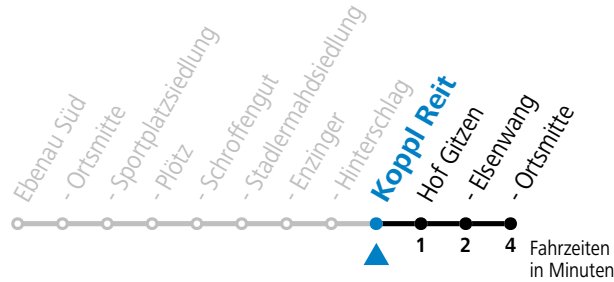 Ebenau Süd
- Ortsmitte
- Sportplatzsiedlung
- Plötz
- Schroffengut
- Stadlermahdsiedlung
- Enzinger
- Hinterschlag
Koppl Reit
Hof Gitzen
- Elsenwang
- Ortsmitte
1 2 4 Fahrzeiten
in Minuten